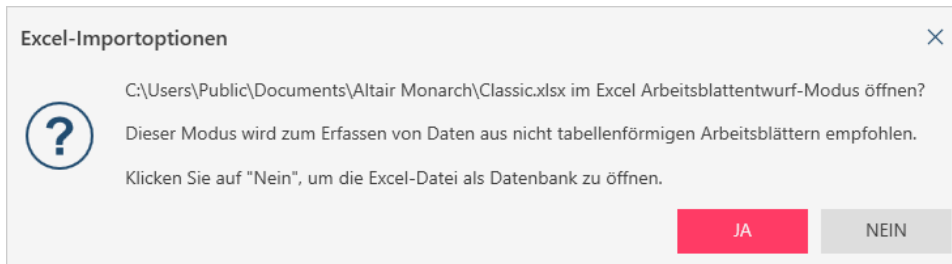 Excel-Importoptionen
C:\Users\Public\Documents\Altair Monarch\Classic.xlsx im Excel Arbeitsblattentwurf-Modus öffnen?
Dieser Modus wird zum Erfassen von Daten aus nicht tabellenförmigen Arbeitsblättern empfohlen.
Klicken Sie auf "Nein", um die Excel-Datei als Datenbank zu öffnen.
JA NEIN